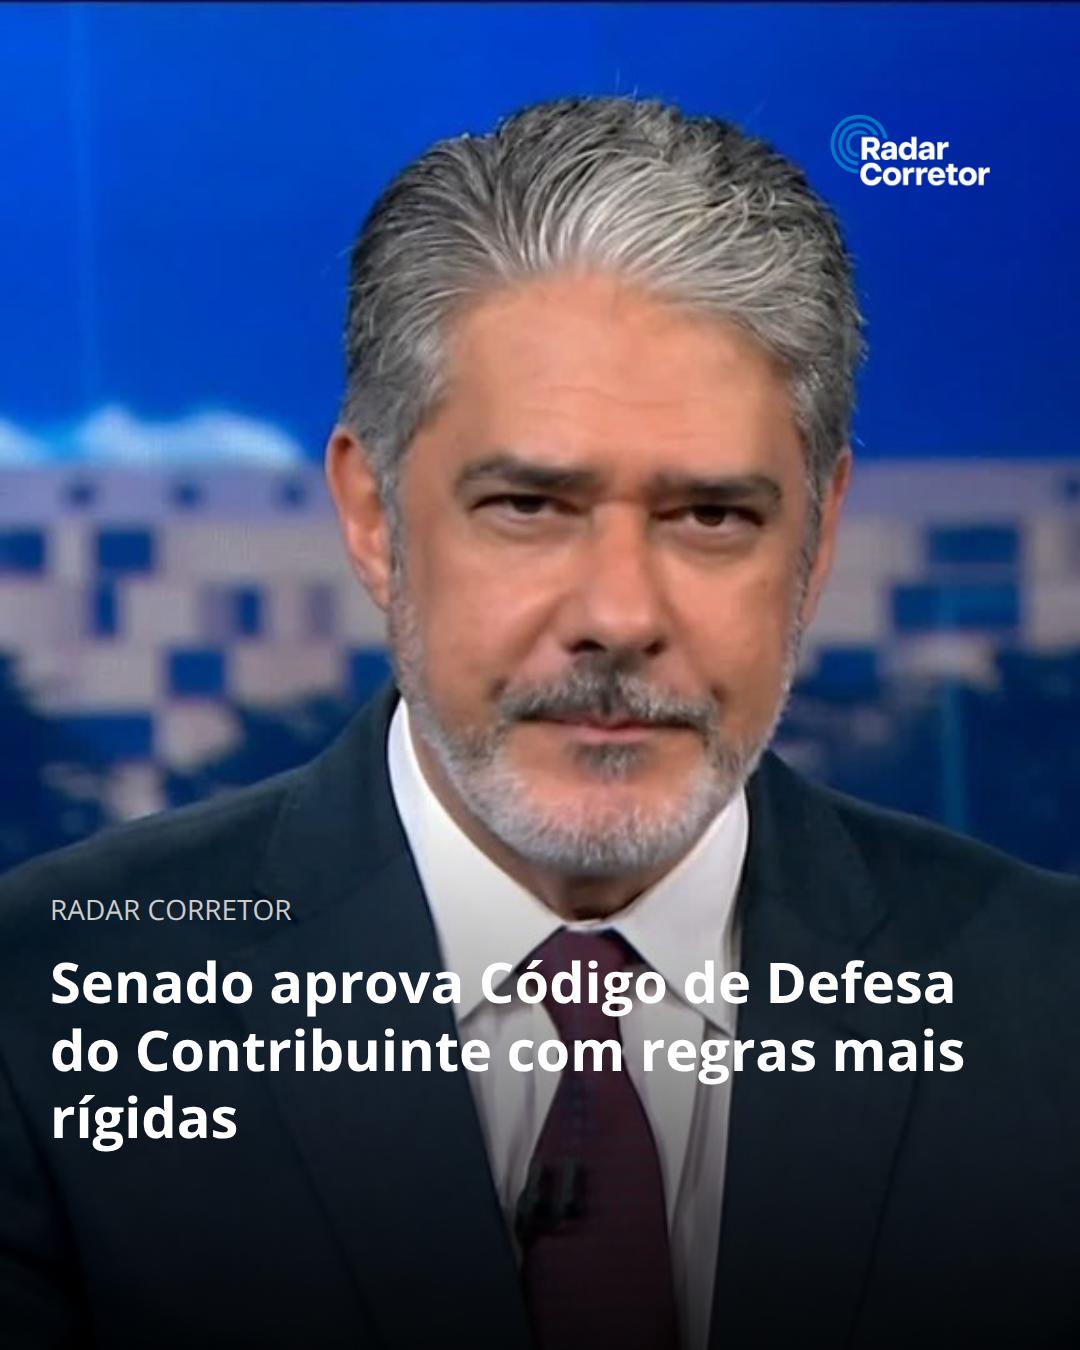 Radar
Corretor
RADAR CORRETOR
Senado aprova Código de Defesa
do Contribuinte com regras mais
rígidas